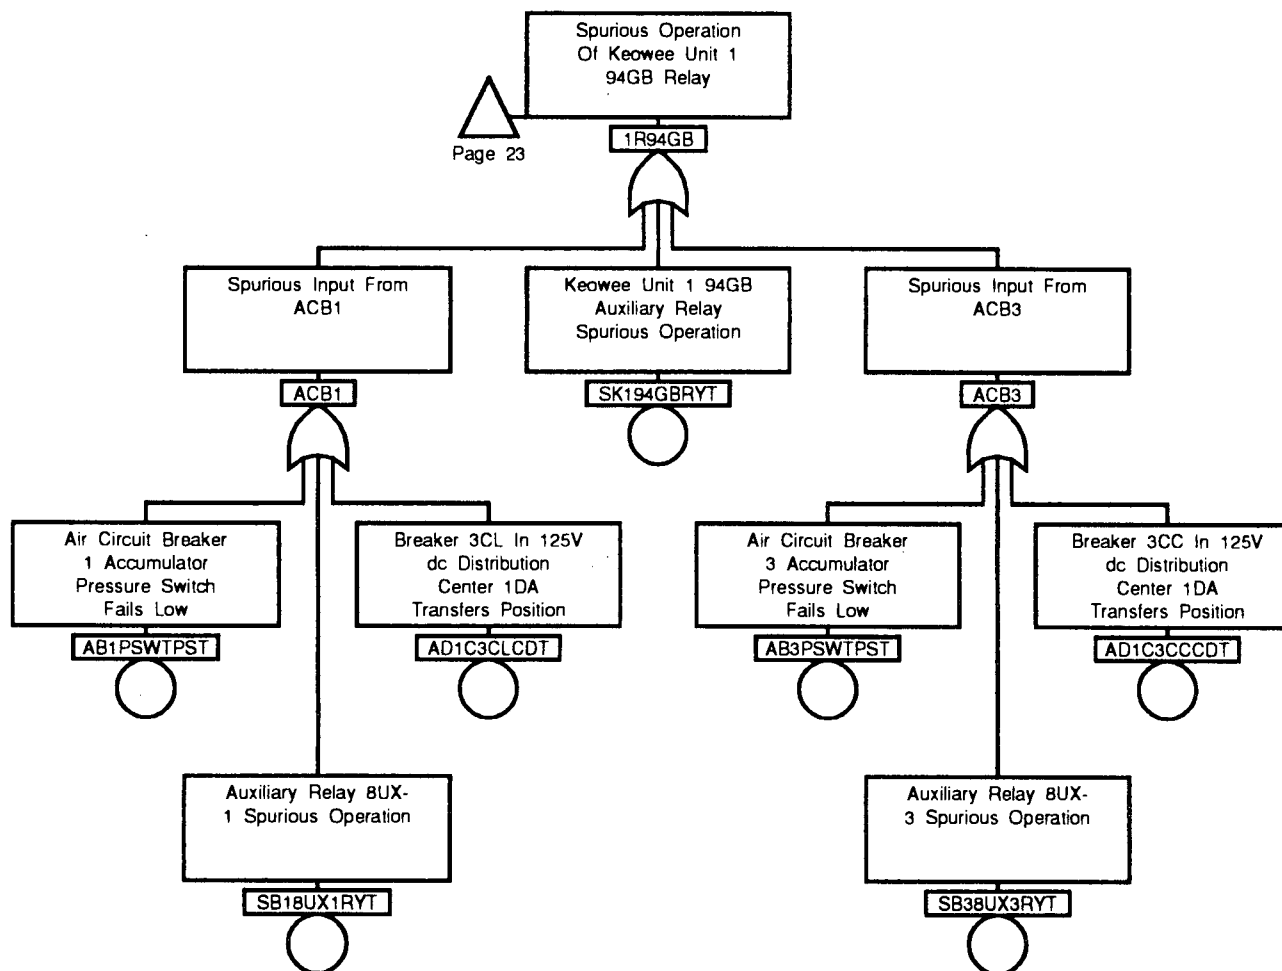 Spurious Operation
Of Keowee Unit 1
94GB Relay
Page 23
1R94GB
Spurious Input From
ACB1
ACB1
Keowee Unit 1 94GB
Auxiliary Relay
Spurious Operation
SK194GBRYT
Spurious Input From
ACB3
ACB3
Air Circuit Breaker
1 Accumulator
Pressure Switch
Fails Low
AB1PSWTPST
Breaker 3CL In 125V
dc Distribution
Center 1DA
Transfers Position
AD1C3CLCDT
Air Circuit Breaker
3 Accumulator
Pressure Switch
Fails Low
AB3PSWTPST
Breaker 3CC In 125V
dc Distribution
Center 1DA
Transfers Position
AD1C3CCCDT
Auxiliary Relay 8UX-
1 Spurious Operation
SB18UX1RYT
Auxiliary Relay 8UX-
3 Spurious Operation
SB38UX3RYT